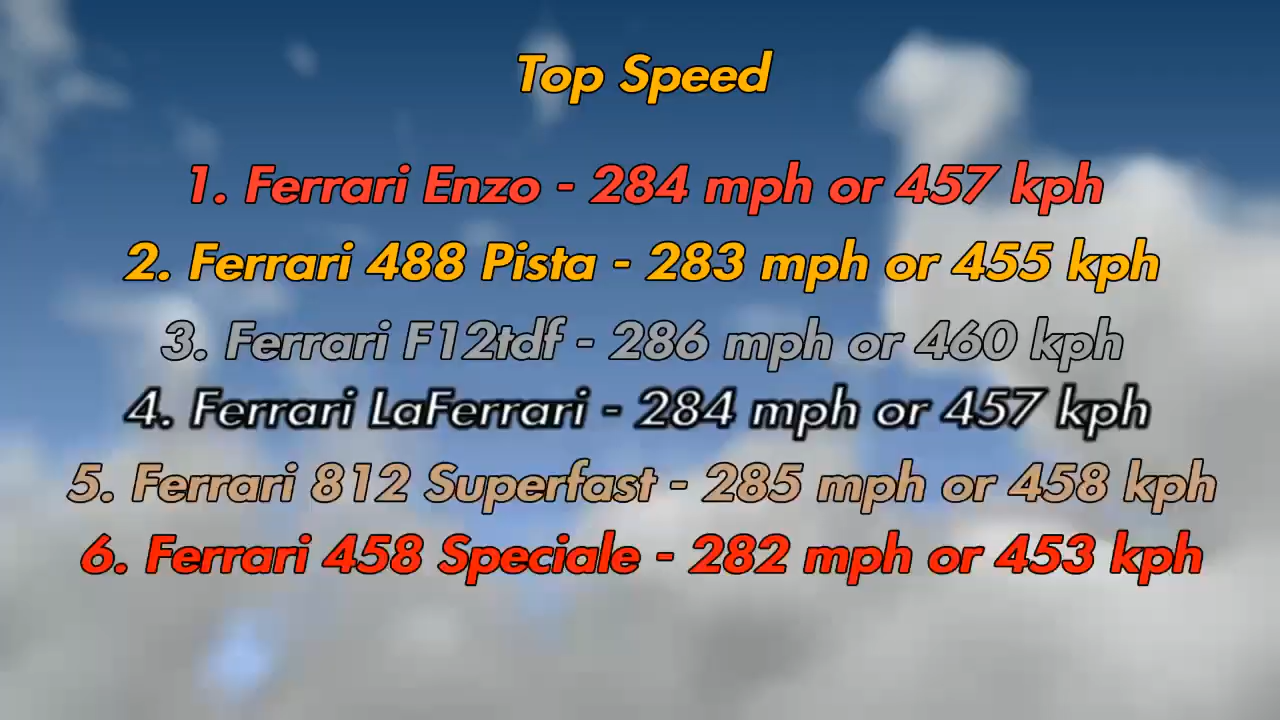 Top Speed
1. Ferrari Enzo - 284 mph or 457 kph
2. Ferrari 488 Pista - 283 mph or 455 kph
3. Ferrari F12tdf - 286 mph or 460 kph
4. Ferrari LaFerrari - 284 mph or 457 kph
5. Ferrari 812 Superfast - 285 mph or 458 kph
6. Ferrari 458 Speciale - 282 mph or 453 kph